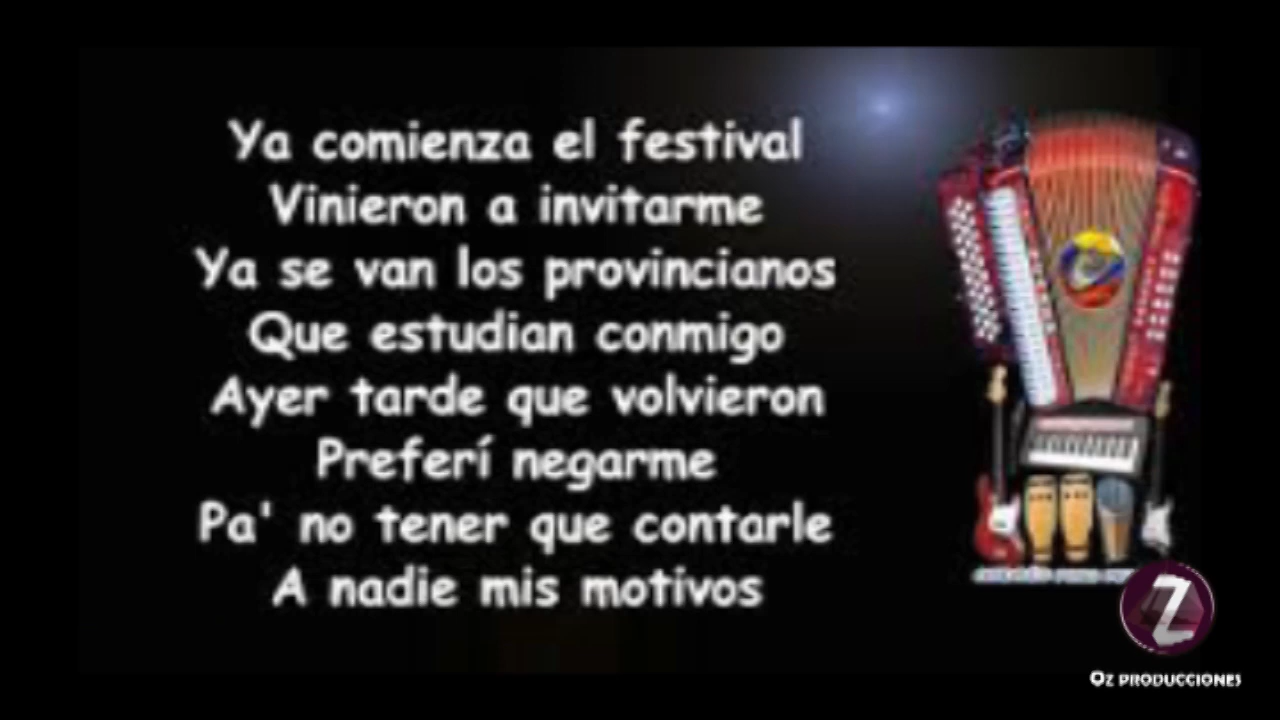 Ya comienza el festival
Vinieron a invitarme
Ya se van los provincianos
Que estudian conmigo
Ayer tarde que volvieron
Preferí negarme
Pa' no tener que contarle
A nadie mis motivos
Z
Oz PRODUCCIONES